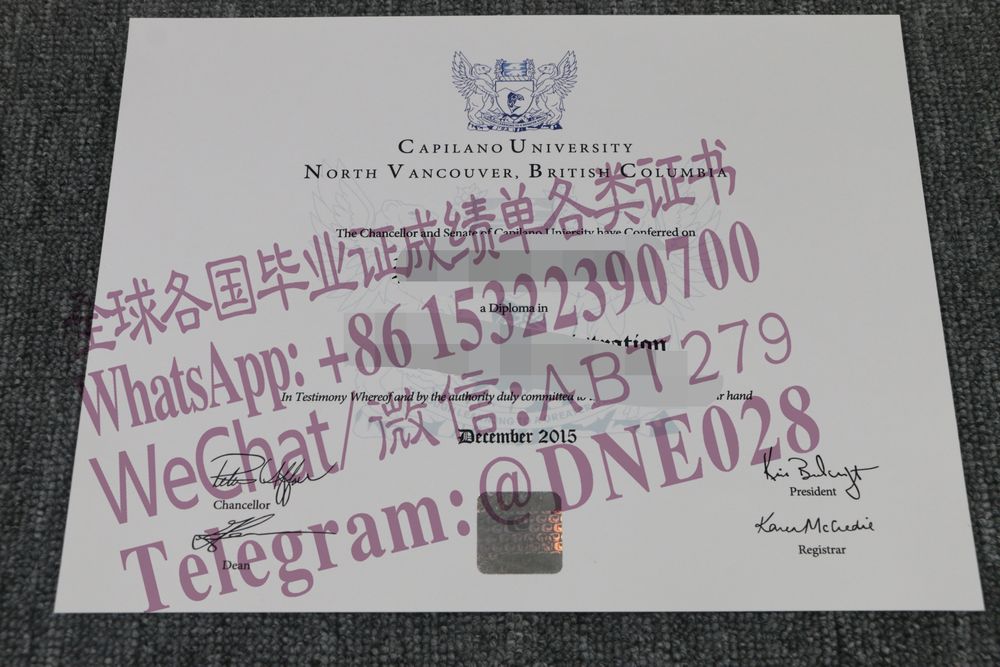 CAPILANO UNIVERSITY
NORTH VANCOUVER, BRITISH COLUMBIA
The Chancellor and Senate of Capilano University have Conferred on
a Diploma in
In Testimony Whereof and by the authority duly committed to
r hand
December 2015
Chancellor
President
Dean
Karen McCredie
Registrar
全球各国毕业证成绩单各类证书
WhatsApp: +86 15322390700
WeChat/微信:ABT279
Telegram:@DNE028